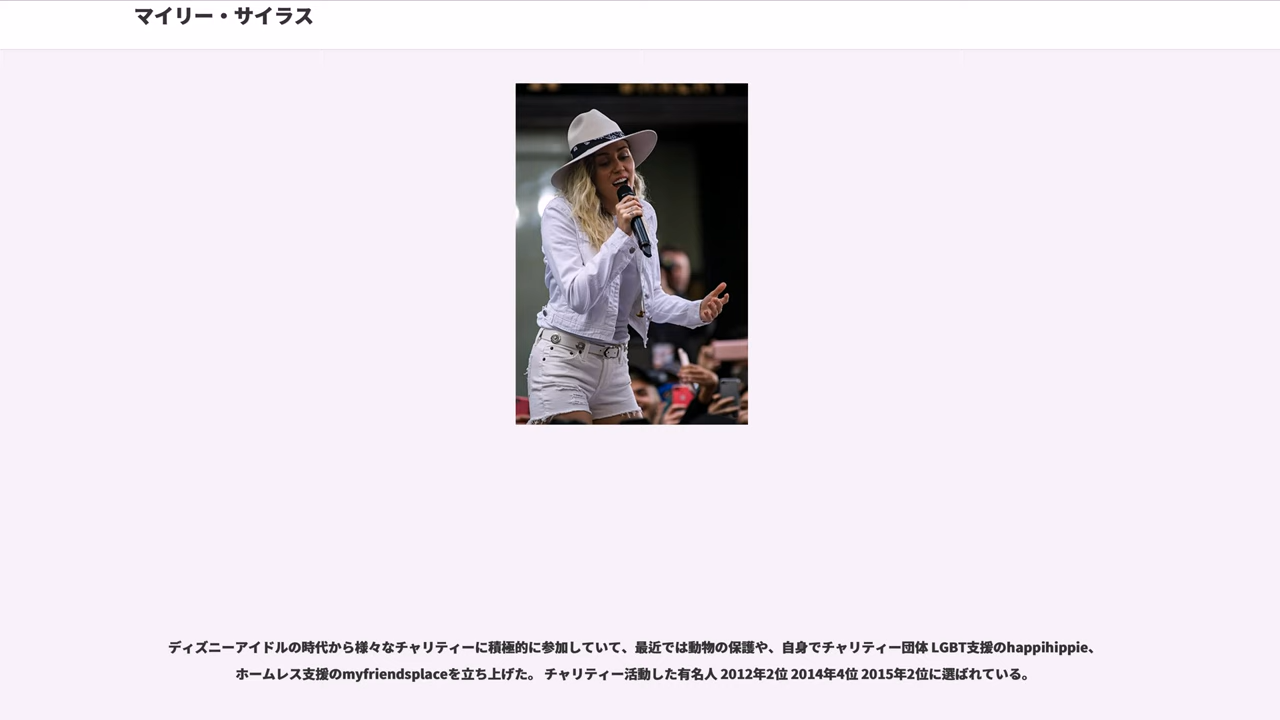 マイリー・サイラス
ディズニーアイドルの時代から様々なチャリティーに積極的に参加していて、最近では動物の保護や、自身でチャリティー団体 LGBT支援のhappihippie、
ホームレス支援のmyfriendsplaceを立ち上げた。 チャリティー活動した有名人 2012年2位 2014年4位 2015年2位に選ばれている。